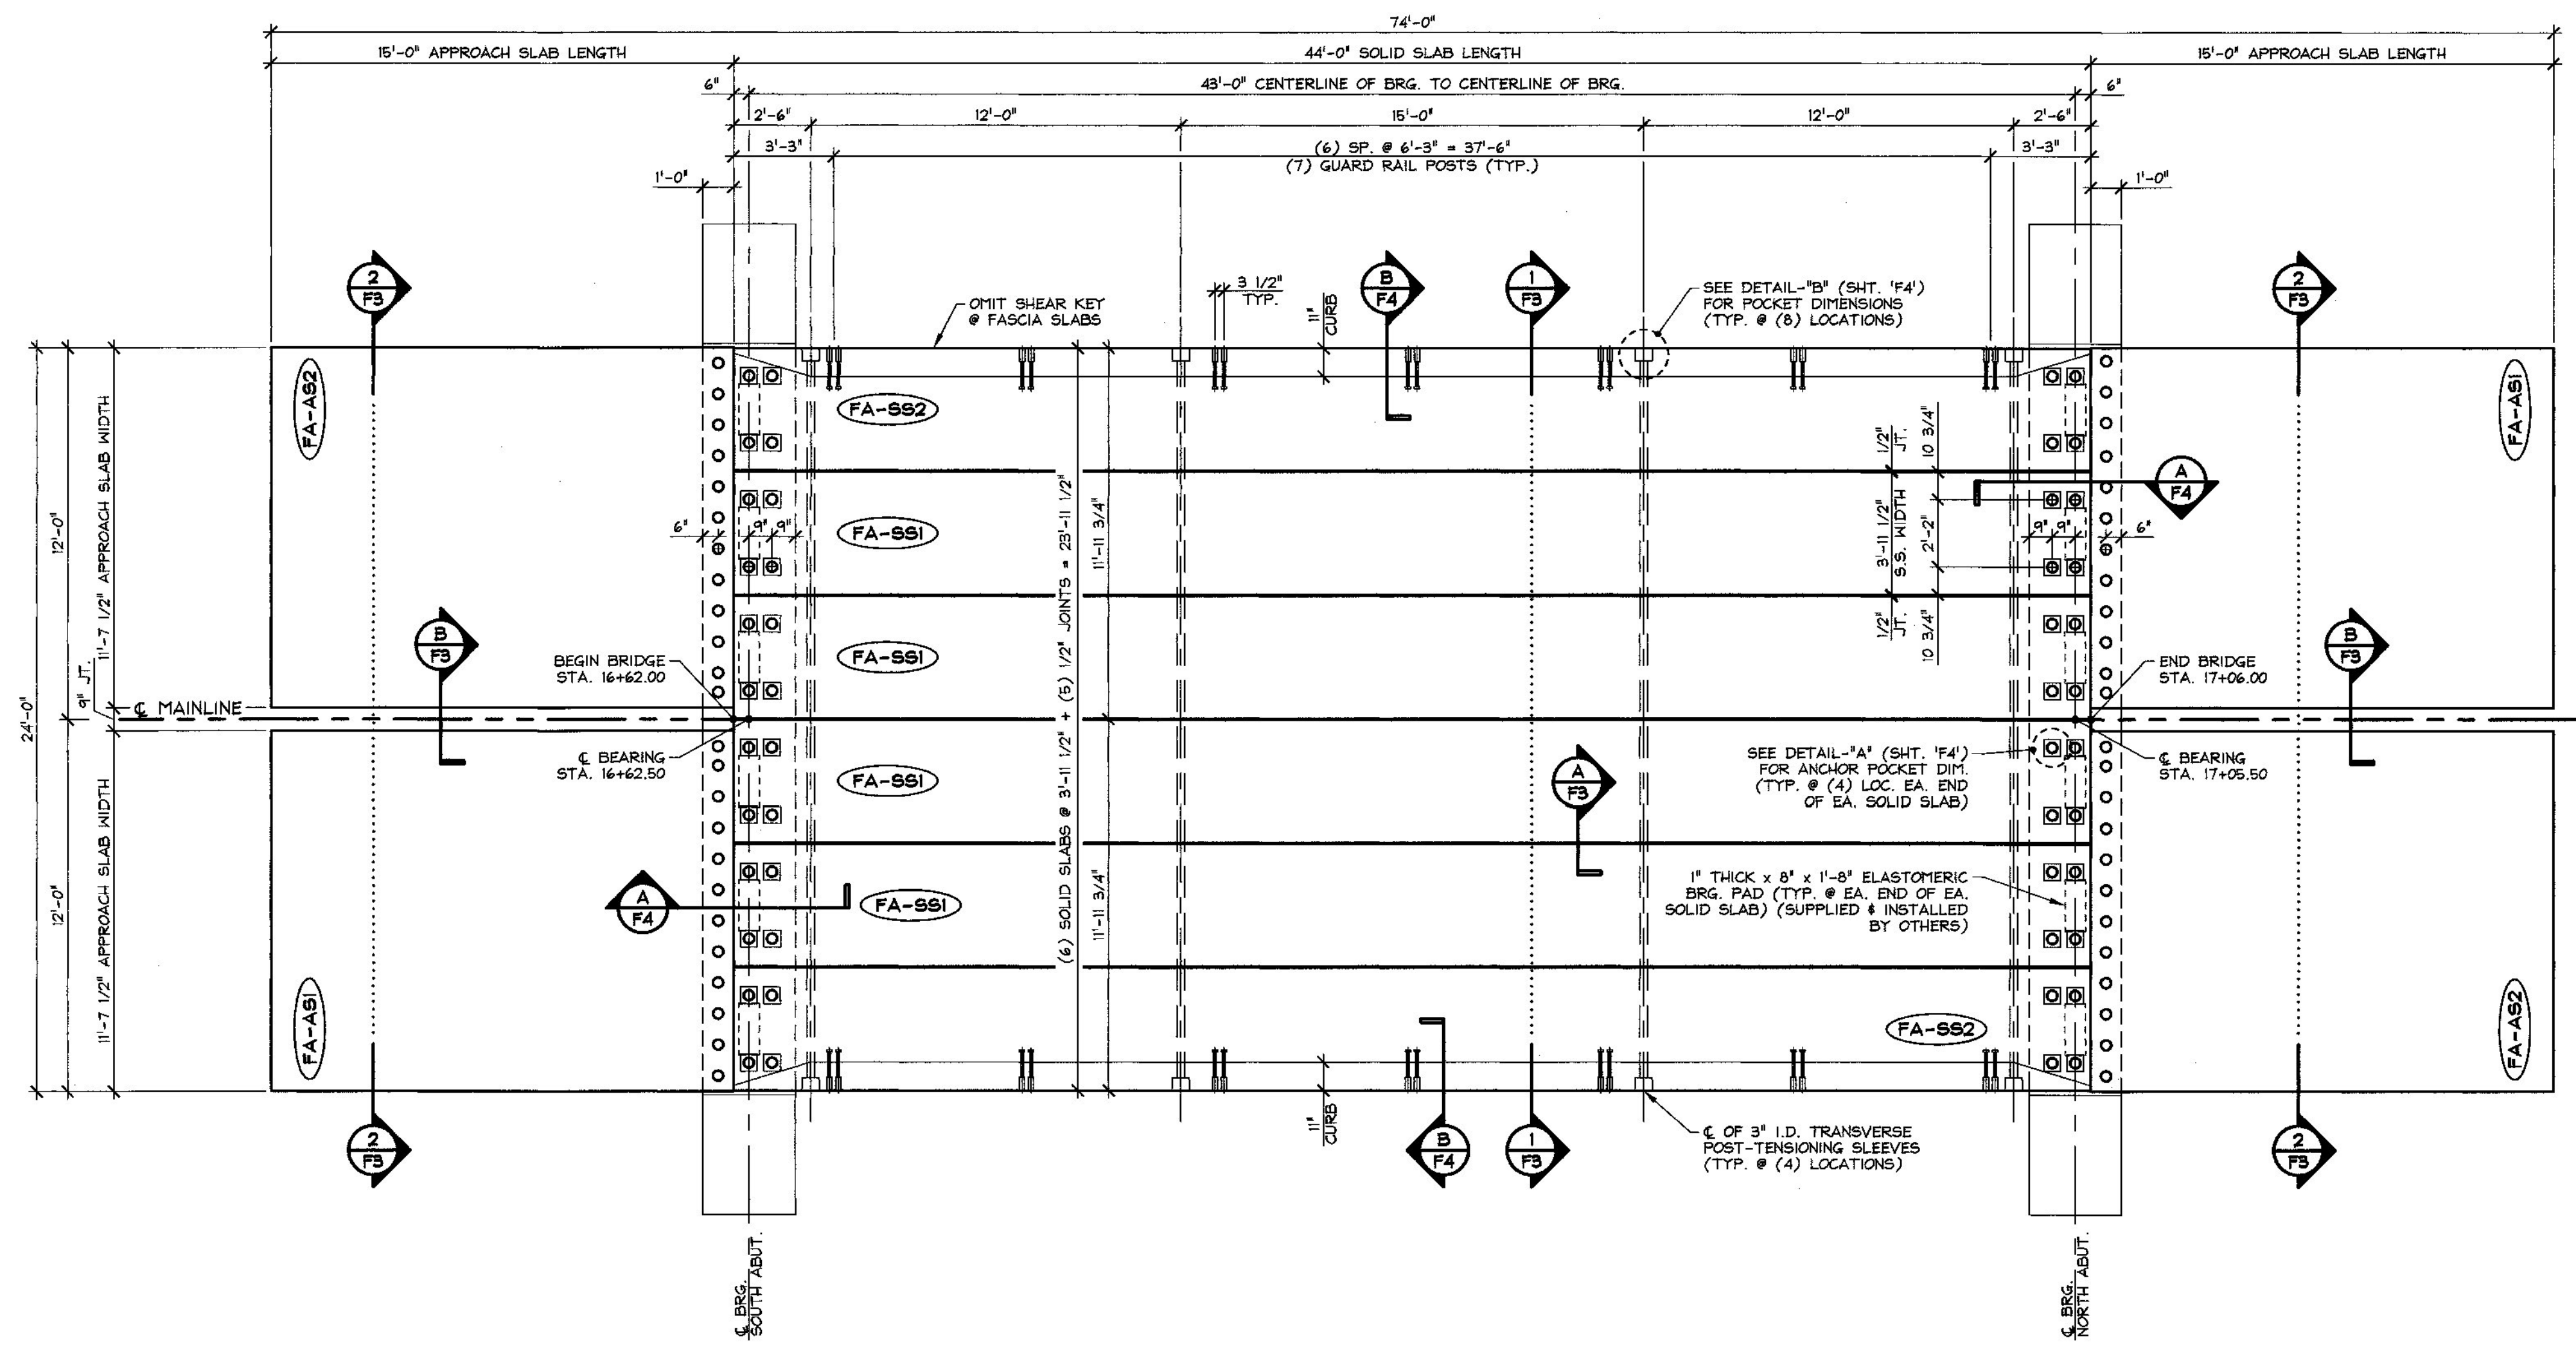 74'-0"
15'-0" APPROACH SLAB LENGTH
44'-0" SOLID SLAB LENGTH
15'-0" APPROACH SLAB LENGTH
6"
43'-0" CENTERLINE OF BRG. TO CENTERLINE OF BRG.
6"
2'-6"
12'-0"
15'-0"
12'-0"
2'-6"
3'-3"
(6) SP. @ 6'-3" = 37'-6"
(7) GUARD RAIL POSTS (TYP.)
3'-3"
1'-0"
1'-0"
2
F3
OMIT SHEAR KEY
@ FASCIA SLABS
3 1/2"
TYP.
11"
CURB
B
F4
1
F3
SEE DETAIL-"B" (SHT. 'F4')
FOR POCKET DIMENSIONS
(TYP. @ (8) LOCATIONS)
2
F3
FA-AS2
FA-SS2
FA-AS1
1/2"
JT.
10 3/4"
A
F4
6"
9"
9"
FA-SS1
3'-11 1/2"
S.S. WIDTH
2'-2"
9"
9"
6"
12'-0"
11'-7 1/2" APPROACH SLAB WIDTH
11'-11 3/4"
(6) SOLID SLABS @ 3'-11 1/2" + (5) 1/2" JOINTS = 23'-11 1/2"
1/2"
JT.
10 3/4"
B
F3
BEGIN BRIDGE
STA. 16+62.00
FA-SS1
END BRIDGE
STA. 17+06.00
B
F3
24'-0"
9" JT.
℄ MAINLINE
℄ BEARING
STA. 16+62.50
FA-SS1
A
F3
SEE DETAIL-"A" (SHT. 'F4')
FOR ANCHOR POCKET DIM.
(TYP. @ (4) LOC. EA. END
OF EA. SOLID SLAB)
℄ BEARING
STA. 17+05.50
12'-0"
11'-7 1/2" APPROACH SLAB WIDTH
A
F4
FA-SS1
11'-11 3/4"
1" THICK x 8" x 1'-8" ELASTOMERIC
BRG. PAD (TYP. @ EA. END OF EA.
SOLID SLAB) (SUPPLIED & INSTALLED
BY OTHERS)
FA-AS1
FA-SS2
FA-AS2
2
F3
11"
CURB
B
F4
1
F3
℄ OF 3" I.D. TRANSVERSE
POST-TENSIONING SLEEVES
(TYP. @ (4) LOCATIONS)
2
F3
℄ BRG.
SOUTH ABUT.
℄ BRG.
NORTH ABUT.